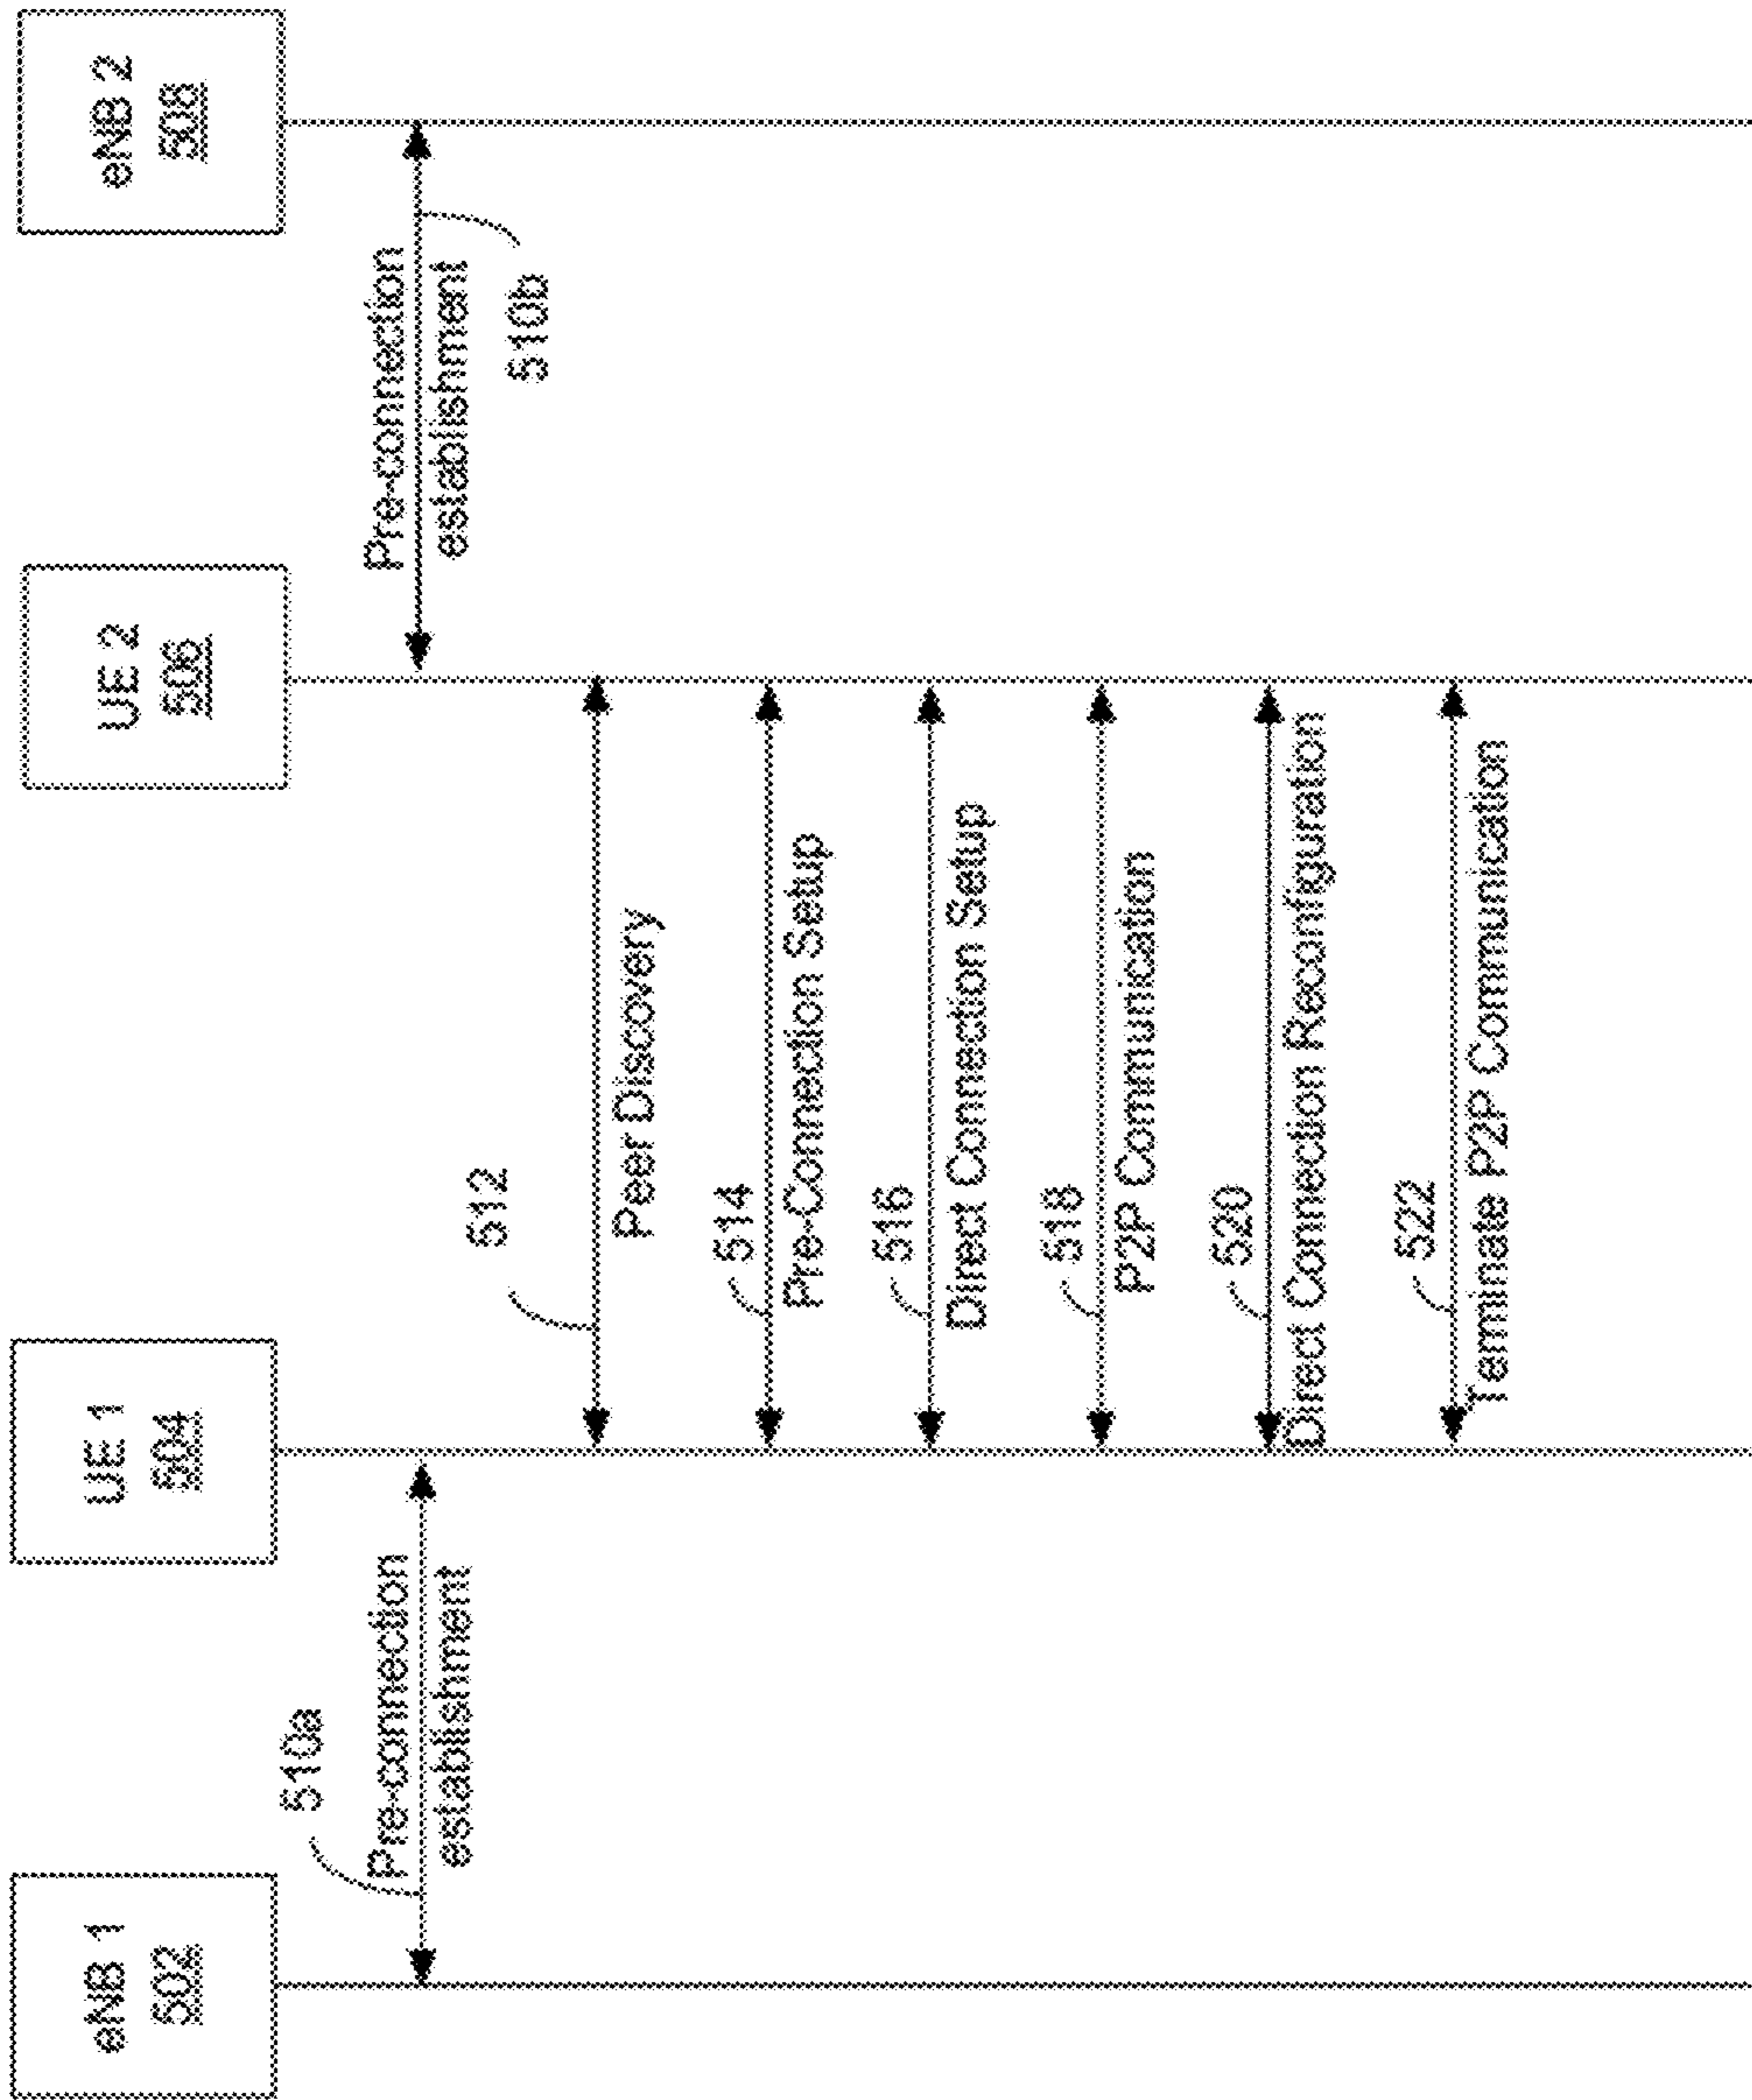 eNB 1
502
UE 1
504
UE 2
506
eNB 2
508
510a
Pre-connection
establishment
Pre-connection
establishment
510b
512
Peer Discovery
514
Pre-Connection Setup
516
Direct Connection Setup
518
P2P Communication
520
Direct Connection Reconfiguration
522
Terminate P2P Communication